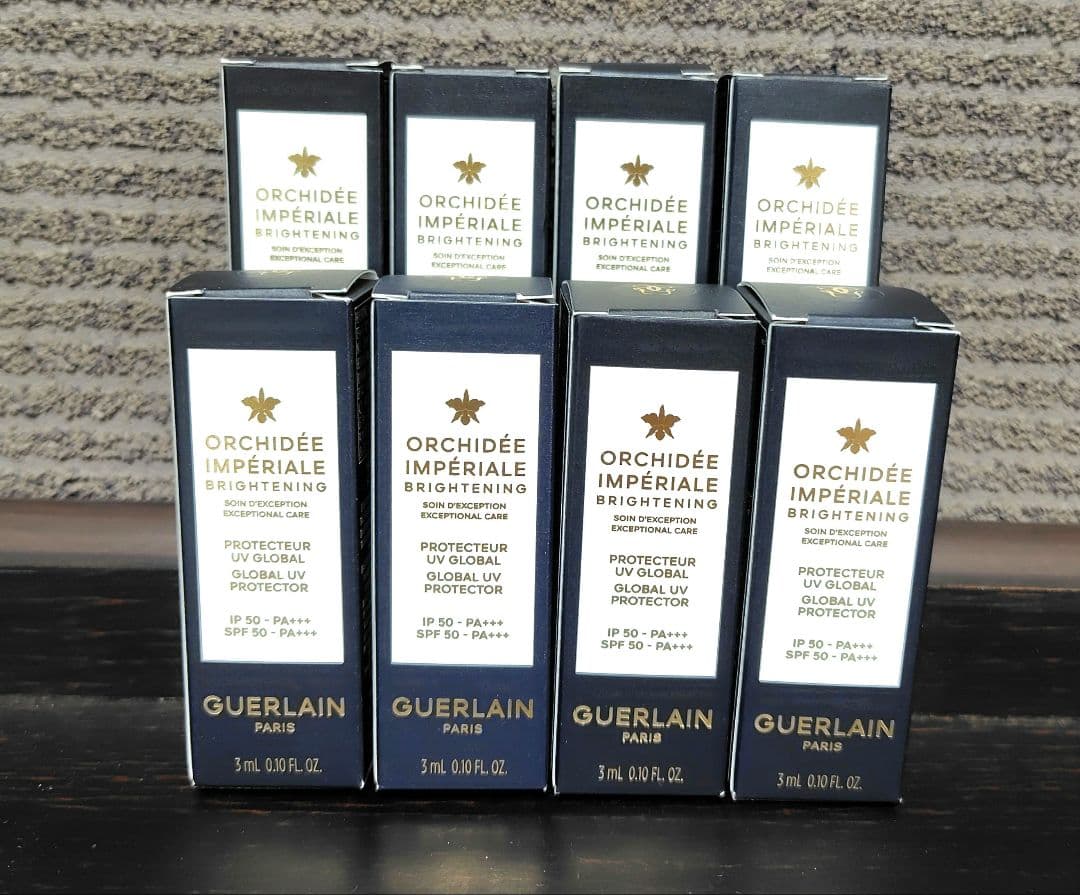 ORCHIDÉE
IMPÉRIALE
BRIGHTENING
SOIN D'EXCEPTION
EXCEPTIONAL CARE
ORCHIDÉE
IMPÉRIALE
BRIGHTENING
SOIN D'EXCEPTION
EXCEPTIONAL CARE
ORCHIDÉE
IMPÉRIALE
BRIGHTENING
SOIN D'EXCEPTION
EXCEPTIONAL CARE
ORCHIDÉE
IMPÉRIALE
BRIGHTENING
SOIN D'EXCEPTION
EXCEPTIONAL CARE
ORCHIDÉE
IMPÉRIALE
BRIGHTENING
SOIN D'EXCEPTION
EXCEPTIONAL CARE
PROTECTEUR
UV GLOBAL
GLOBAL UV
PROTECTOR
IP 50 - PA+++
SPF 50 - PA+++
GUERLAIN
PARIS
3 mL 0.10 FL. OZ.
ORCHIDÉE
IMPÉRIALE
BRIGHTENING
SOIN D'EXCEPTION
EXCEPTIONAL CARE
PROTECTEUR
UV GLOBAL
GLOBAL UV
PROTECTOR
IP 50 - PA+++
SPF 50 - PA+++
GUERLAIN
PARIS
3 mL 0.10 FL. OZ.
ORCHIDÉE
IMPÉRIALE
BRIGHTENING
SOIN D'EXCEPTION
EXCEPTIONAL CARE
PROTECTEUR
UV GLOBAL
GLOBAL UV
PROTECTOR
IP 50 - PA+++
SPF 50 - PA+++
GUERLAIN
PARIS
3 mL 0.10 FL. OZ.
ORCHIDÉE
IMPÉRIALE
BRIGHTENING
SOIN D'EXCEPTION
EXCEPTIONAL CARE
PROTECTEUR
UV GLOBAL
GLOBAL UV
PROTECTOR
IP 50 - PA+++
SPF 50 - PA+++
GUERLAIN
PARIS
3 mL 0.10 FL. OZ.